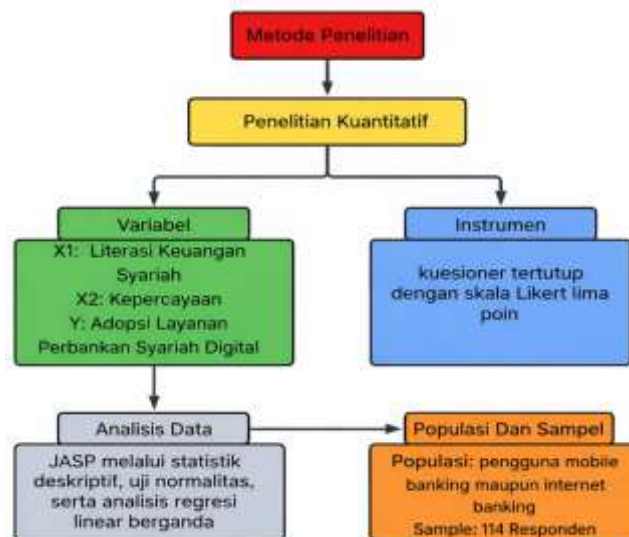 Metode Penelitian
Penelitian Kuantitatif
Variabel
X1: Literasi Keuangan
Syariah
X2: Kepercayaan
Y: Adopsi Layanan
Perbankan Syariah Digital
Instrumen
kuesioner tertutup
dengan skala Likert lima
poin
Analisis Data
JASP melalui statistik
deskriptif, uji normalitas,
serta analisis regresi
linear berganda
Populasi Dan Sampel
Populasi: pengguna mobile
banking maupun internet
banking
Sample: 114 Responden